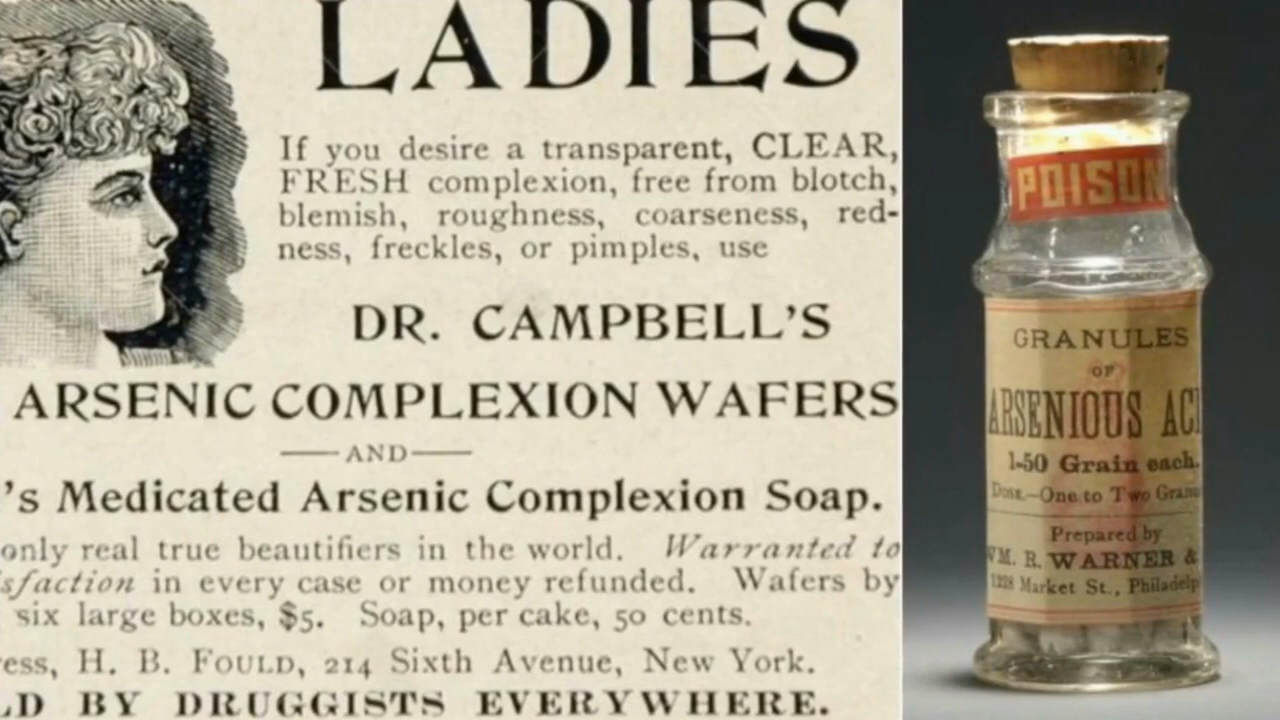 LADIES
If you desire a transparent, CLEAR,
FRESH complexion, free from blotch,
blemish, roughness, coarseness, red-
ness, freckles, or pimples, use
DR. CAMPBELL'S
ARSENIC COMPLEXION WAFERS
AND
's Medicated Arsenic Complexion Soap.
only real true beautifiers in the world. Warranted to
sfaction in every case or money refunded. Wafers by
six large boxes, $5. Soap, per cake, 50 cents.
ess, H. B. FOULD, 214 Sixth Avenue, New York.
LD BY DRUGGISTS EVERYWHERE.
POISON
GRANULES
OF
ARSENIOUS ACI
1-50 Grain each.
Dose.—One to Two Granu
Prepared by
WM. R. WARNER &
1228 Market St., Philadelp